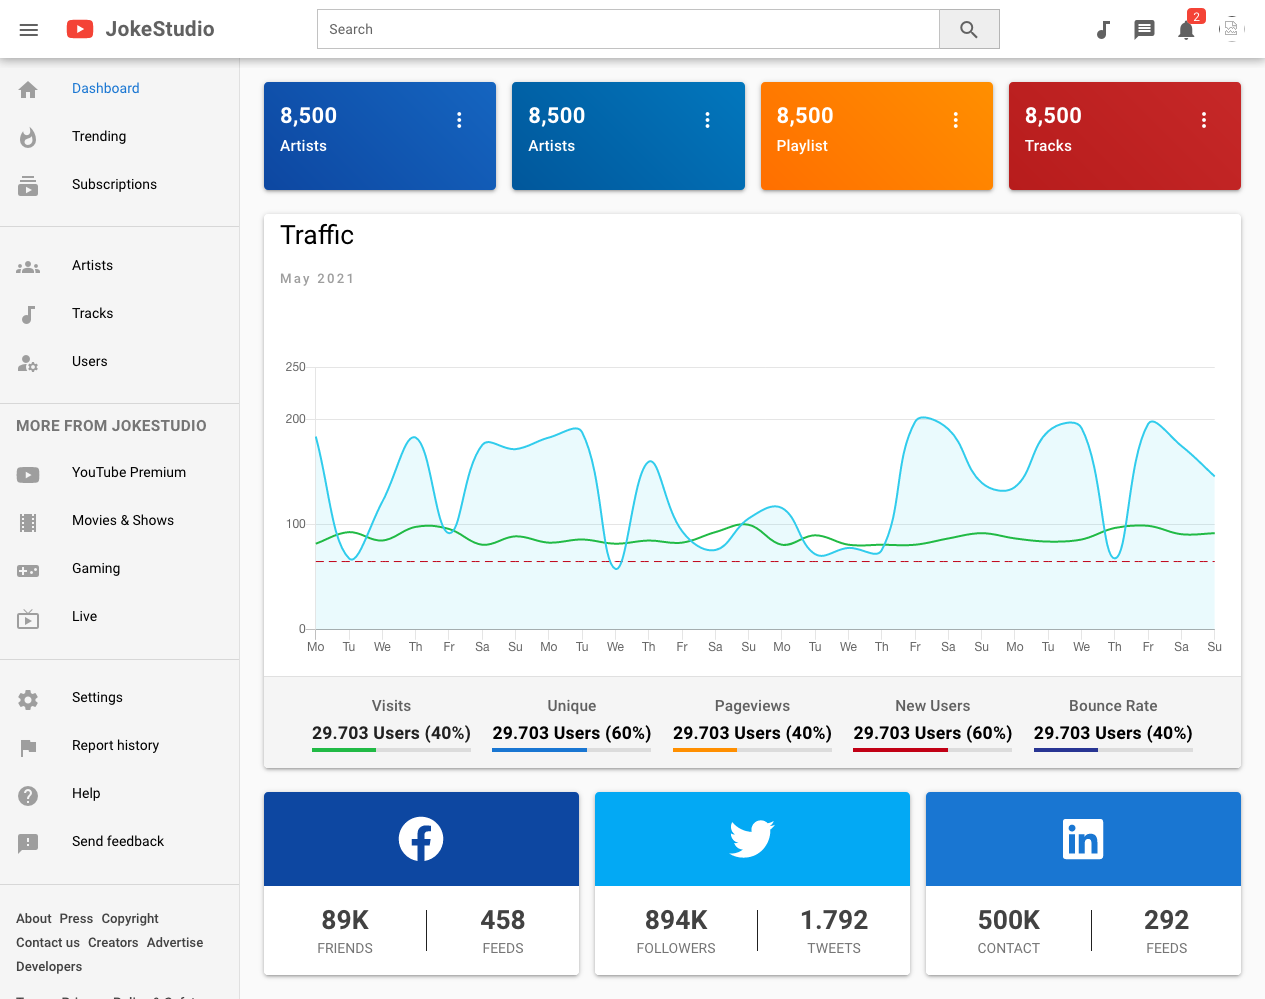 JokeStudio
Search
2
Dashboard
Trending
Subscriptions
Artists
Tracks
Users
MORE FROM JOKESTUDIO
YouTube Premium
Movies & Shows
Gaming
Live
Settings
Report history
Help
Send feedback
About Press Copyright
Contact us Creators Advertise
Developers
8,500
Artists
8,500
Artists
8,500
Playlist
8,500
Tracks
Traffic
May 2021
250
200
100
0
Mo Tu We Th Fr Sa Su Mo Tu We Th Fr Sa Su Mo Tu We Th Fr Sa Su Mo Tu We Th Fr Sa Su
Visits
29.703 Users (40%)
Unique
29.703 Users (60%)
Pageviews
29.703 Users (40%)
New Users
29.703 Users (60%)
Bounce Rate
29.703 Users (40%)
89K
FRIENDS
458
FEEDS
894K
FOLLOWERS
1.792
TWEETS
in
500K
CONTACT
292
FEEDS